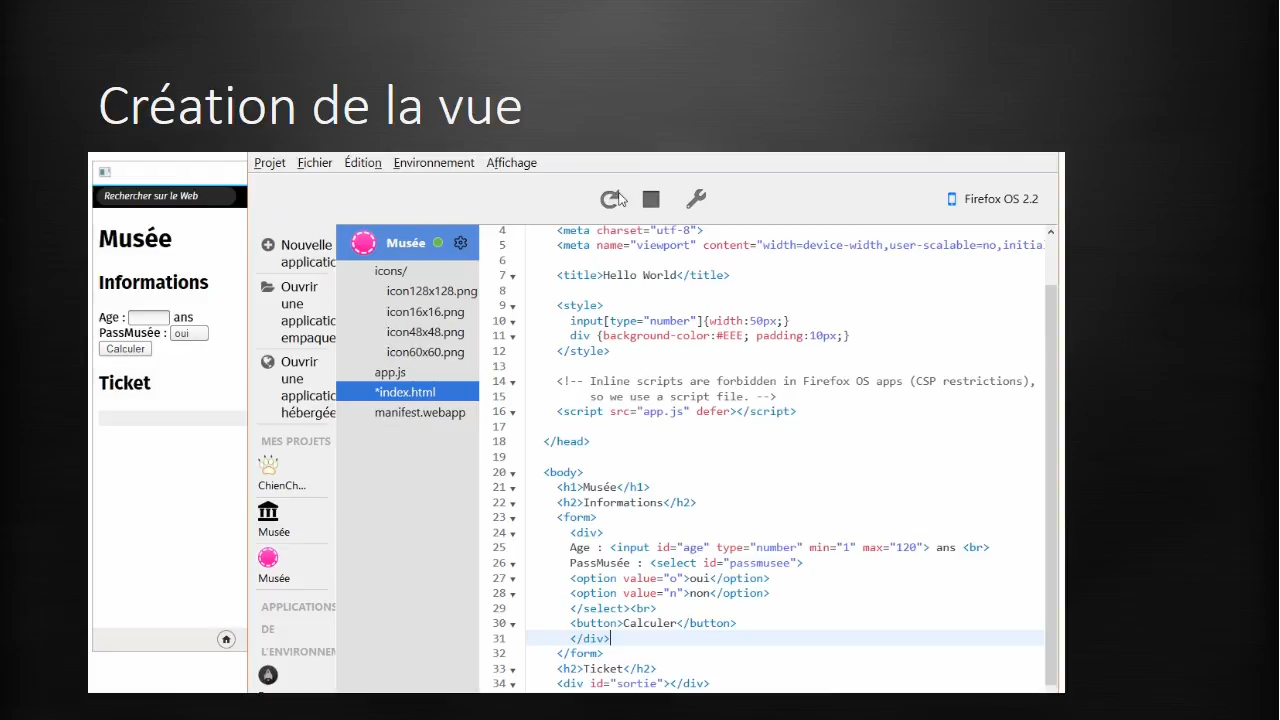 Création de la vue
Projet Fichier Édition Environnement Affichage
Rechercher sur le Web
Firefox OS 2.2
Musée
Informations
Age : ans
PassMusée : oui
Calculer
Ticket
Nouvelle
applicatic
Ouvrir
une
applicatic
empaque
Ouvrir
une
applicatic
hébergée
MES PROJETS
ChienCh...
Musée
Musée
APPLICATIONS
DE
L'ENVIRONNEM
Musée
icons/
icon128x128.png
icon16x16.png
icon48x48.png
icon60x60.png
app.js
*index.html
manifest.webapp
4 <meta charset="utf-8">
5 <meta name="viewport" content="width=device-width,user-scalable=no,initia
6
7 <title>Hello World</title>
8
9 <style>
10 input[type="number"]{width:50px;}
11 div {background-color:#EEE; padding:10px;}
12 </style>
13
14 <!-- Inline scripts are forbidden in Firefox OS apps (CSP restrictions),
15 so we use a script file. -->
16 <script src="app.js" defer></script>
17
18 </head>
19
20 <body>
21 <h1>Musée</h1>
22 <h2>Informations</h2>
23 <form>
24 <div>
25 Age : <input id="age" type="number" min="1" max="120"> ans <br>
26 PassMusée : <select id="passmusee">
27 <option value="o">oui</option>
28 <option value="n">non</option>
29 </select><br>
30 <button>Calculer</button>
31 </div>
32 </form>
33 <h2>Ticket</h2>
34 <div id="sortie"></div>